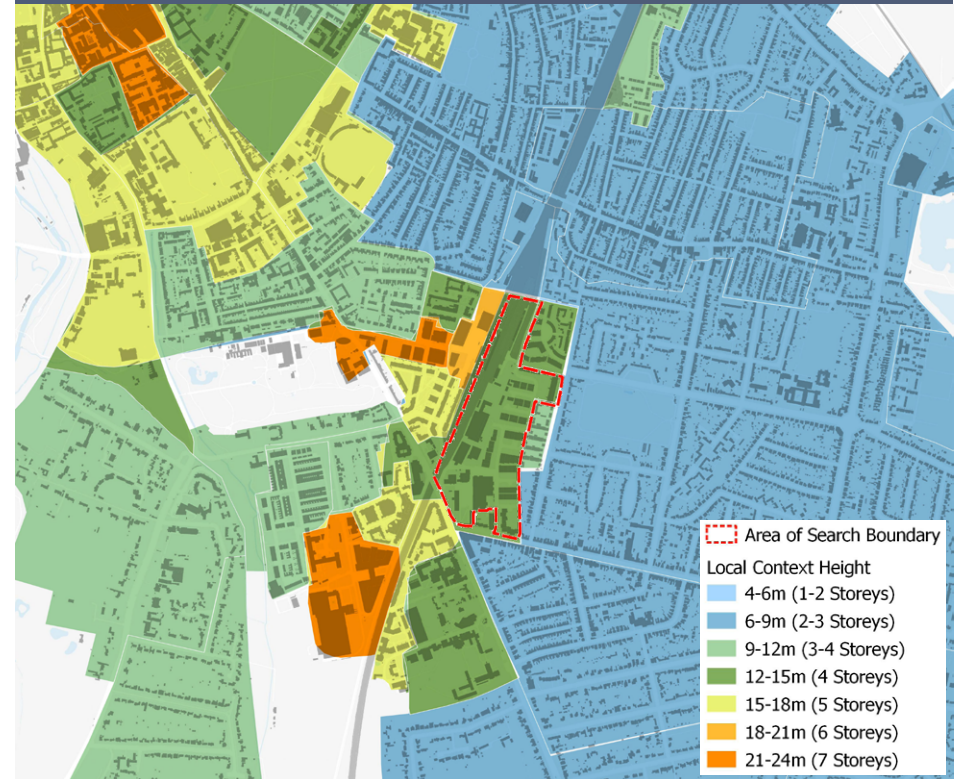 Area of Search Boundary
Local Context Height
4-6m (1-2 Storeys)
6-9m (2-3 Storeys)
9-12m (3-4 Storeys)
12-15m (4 Storeys)
15-18m (5 Storeys)
18-21m (6 Storeys)
21-24m (7 Storeys)